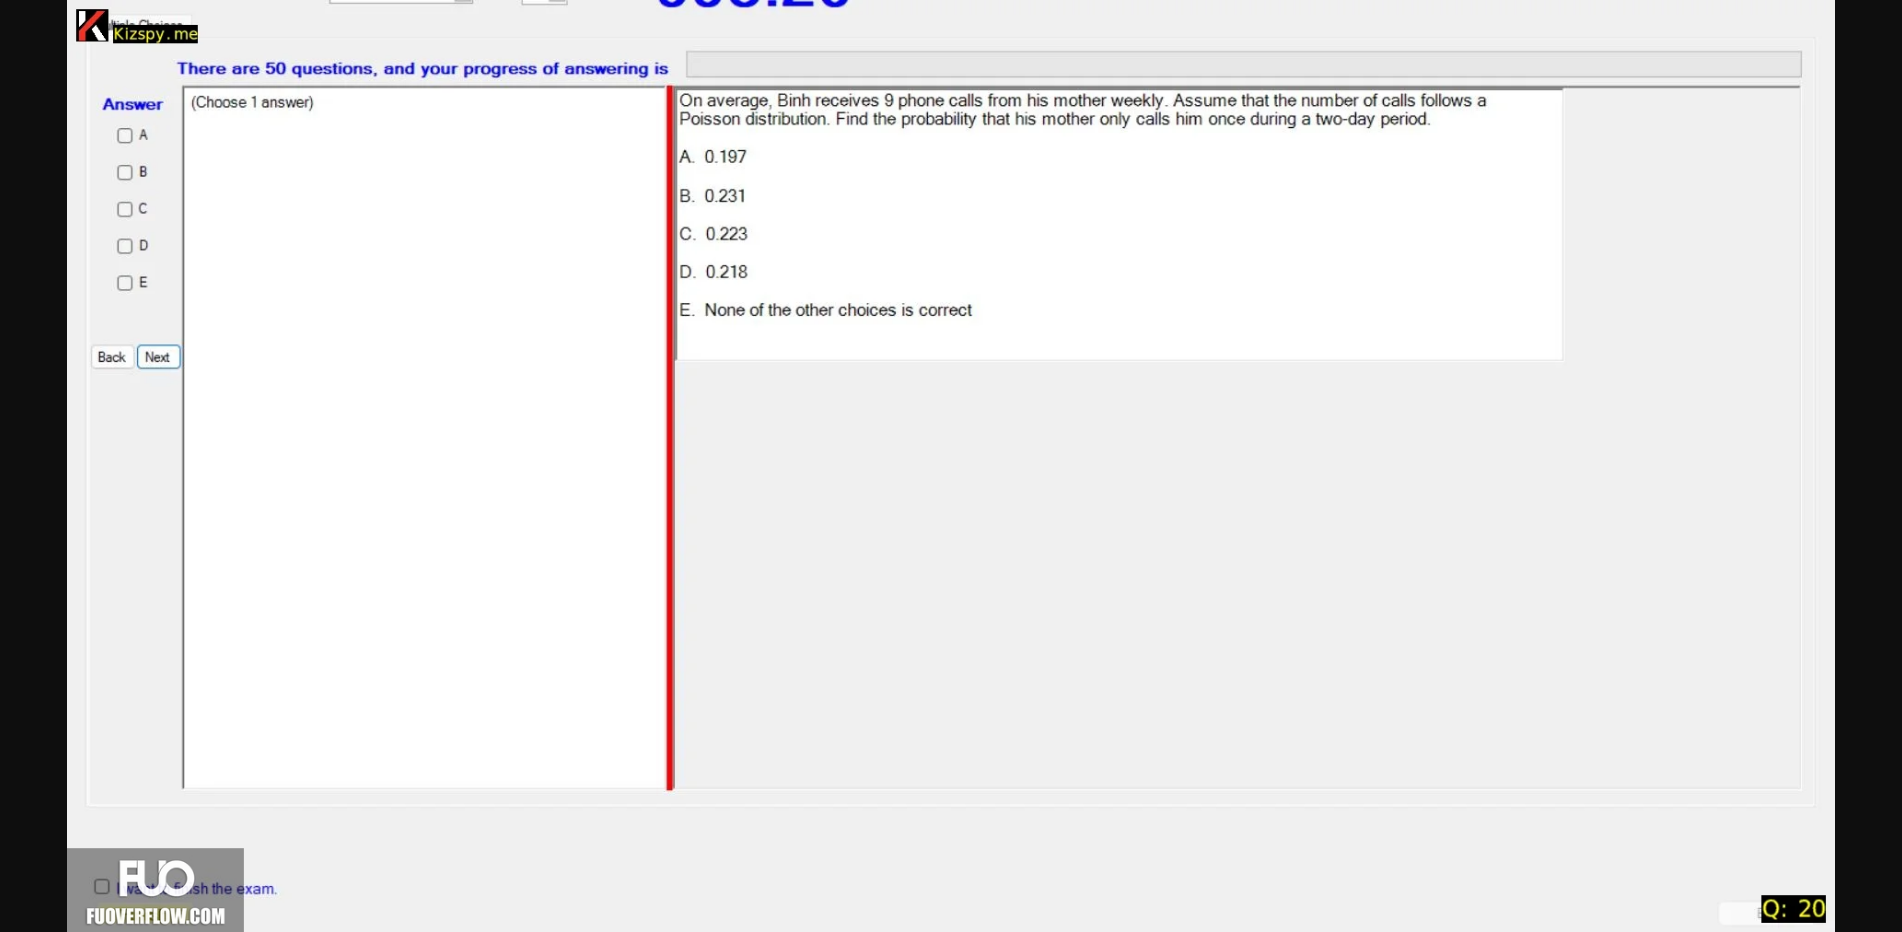 Kizspy.me
There are 50 questions, and your progress of answering is
Answer
(Choose 1 answer)
A
B
C
D
E
Back Next
On average, Binh receives 9 phone calls from his mother weekly. Assume that the number of calls follows a
Poisson distribution. Find the probability that his mother only calls him once during a two-day period.
A. 0.197
B. 0.231
C. 0.223
D. 0.218
E. None of the other choices is correct
the exam.
FUO
FUOVERFLOW.COM
Q: 20